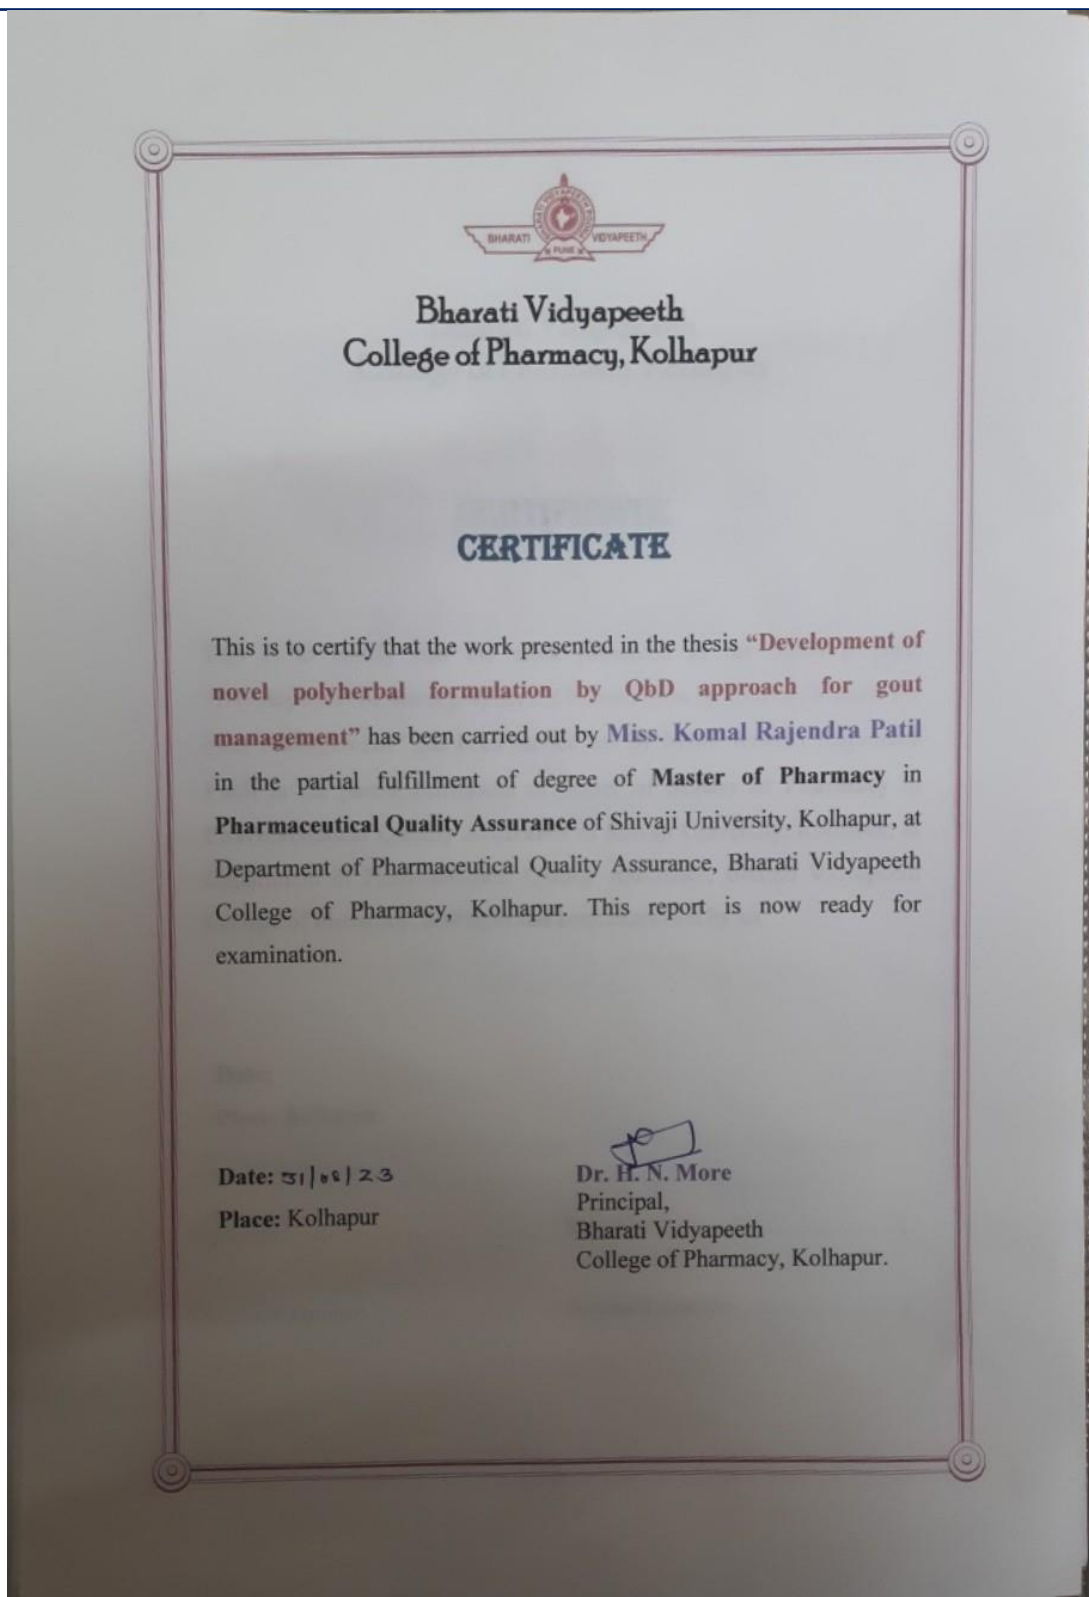 BHARATI VIDYAPEETH
PUNE
Bharati Vidyapeeth
College of Pharmacy, Kolhapur
CERTIFICATE
This is to certify that the work presented in the thesis “Development of
novel polyherbal formulation by QbD approach for gout
management” has been carried out by Miss. Komal Rajendra Patil
in the partial fulfillment of degree of Master of Pharmacy in
Pharmaceutical Quality Assurance of Shivaji University, Kolhapur, at
Department of Pharmaceutical Quality Assurance, Bharati Vidyapeeth
College of Pharmacy, Kolhapur. This report is now ready for
examination.
Date: 31/08/23
Place: Kolhapur
Dr. H. N. More
Principal,
Bharati Vidyapeeth
College of Pharmacy, Kolhapur.